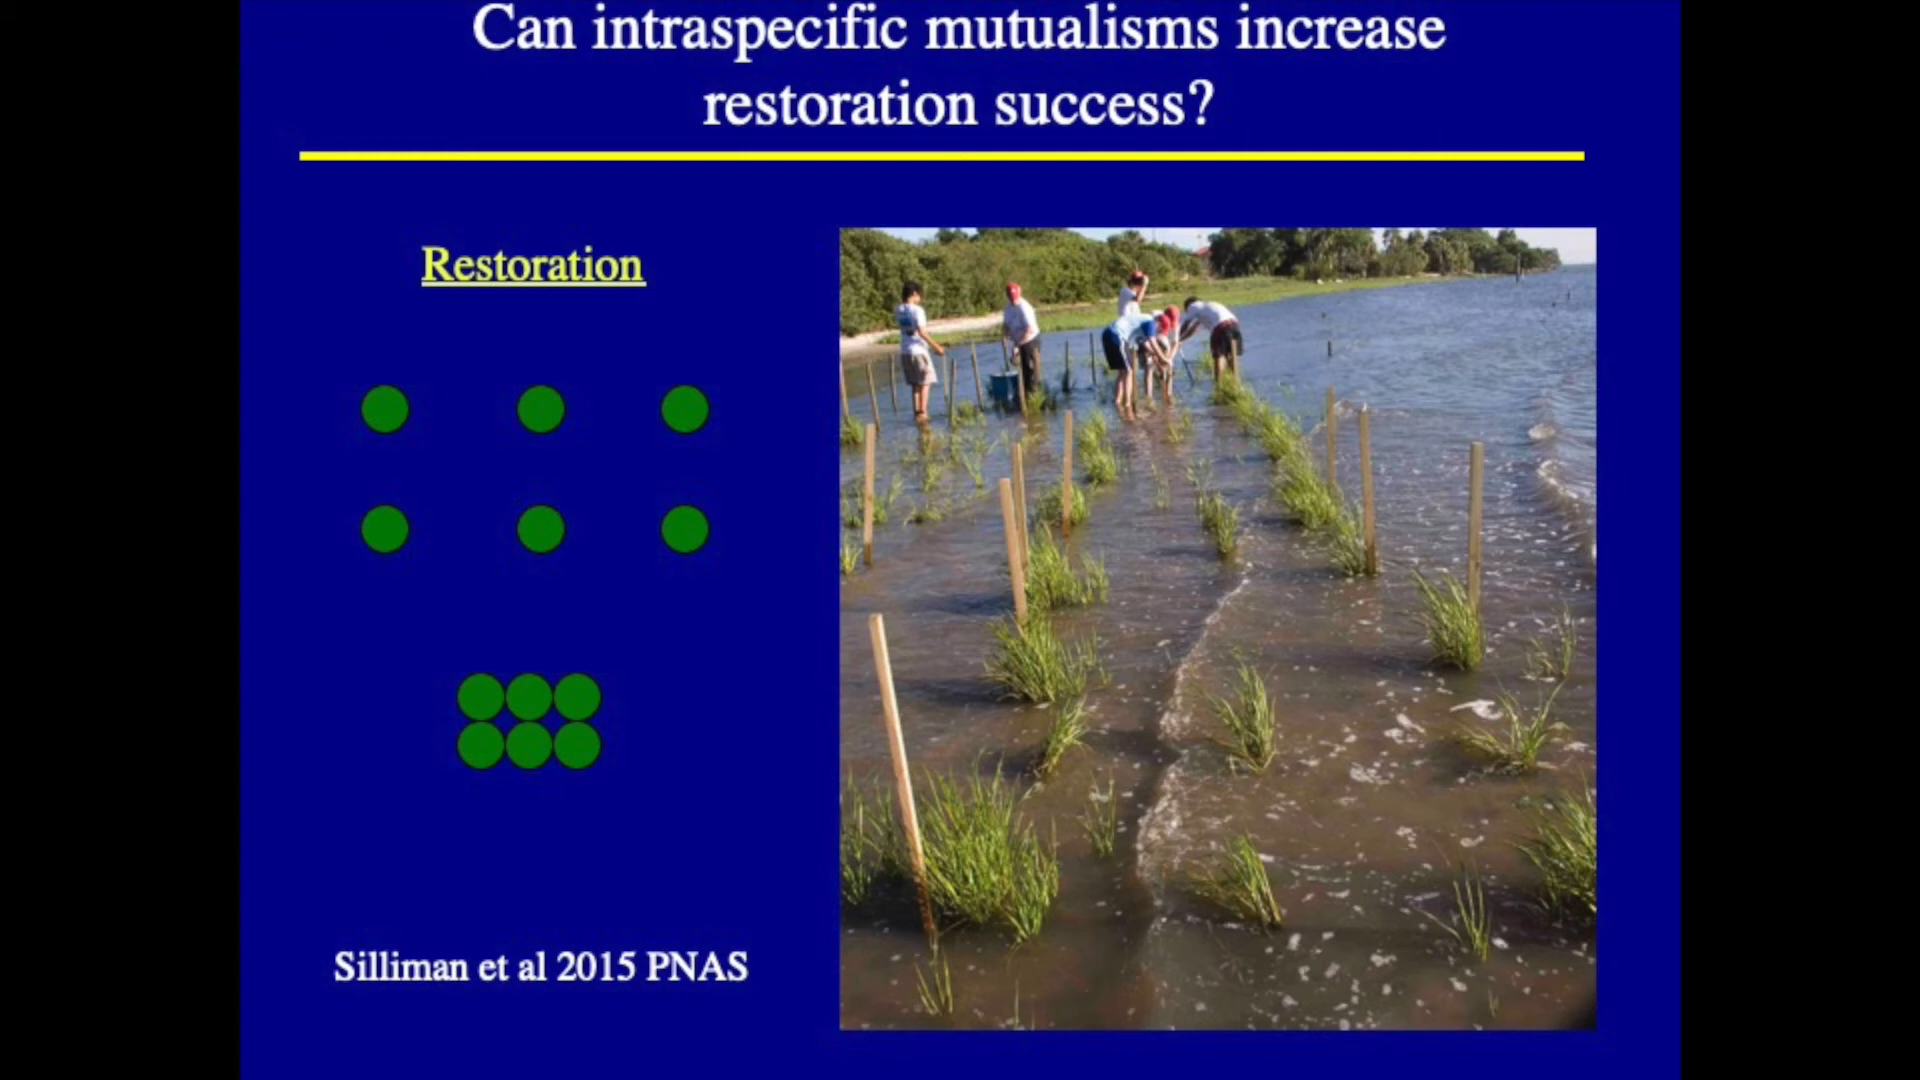 Can intraspecific mutualisms increase
restoration success?
Restoration
Silliman et al 2015 PNAS